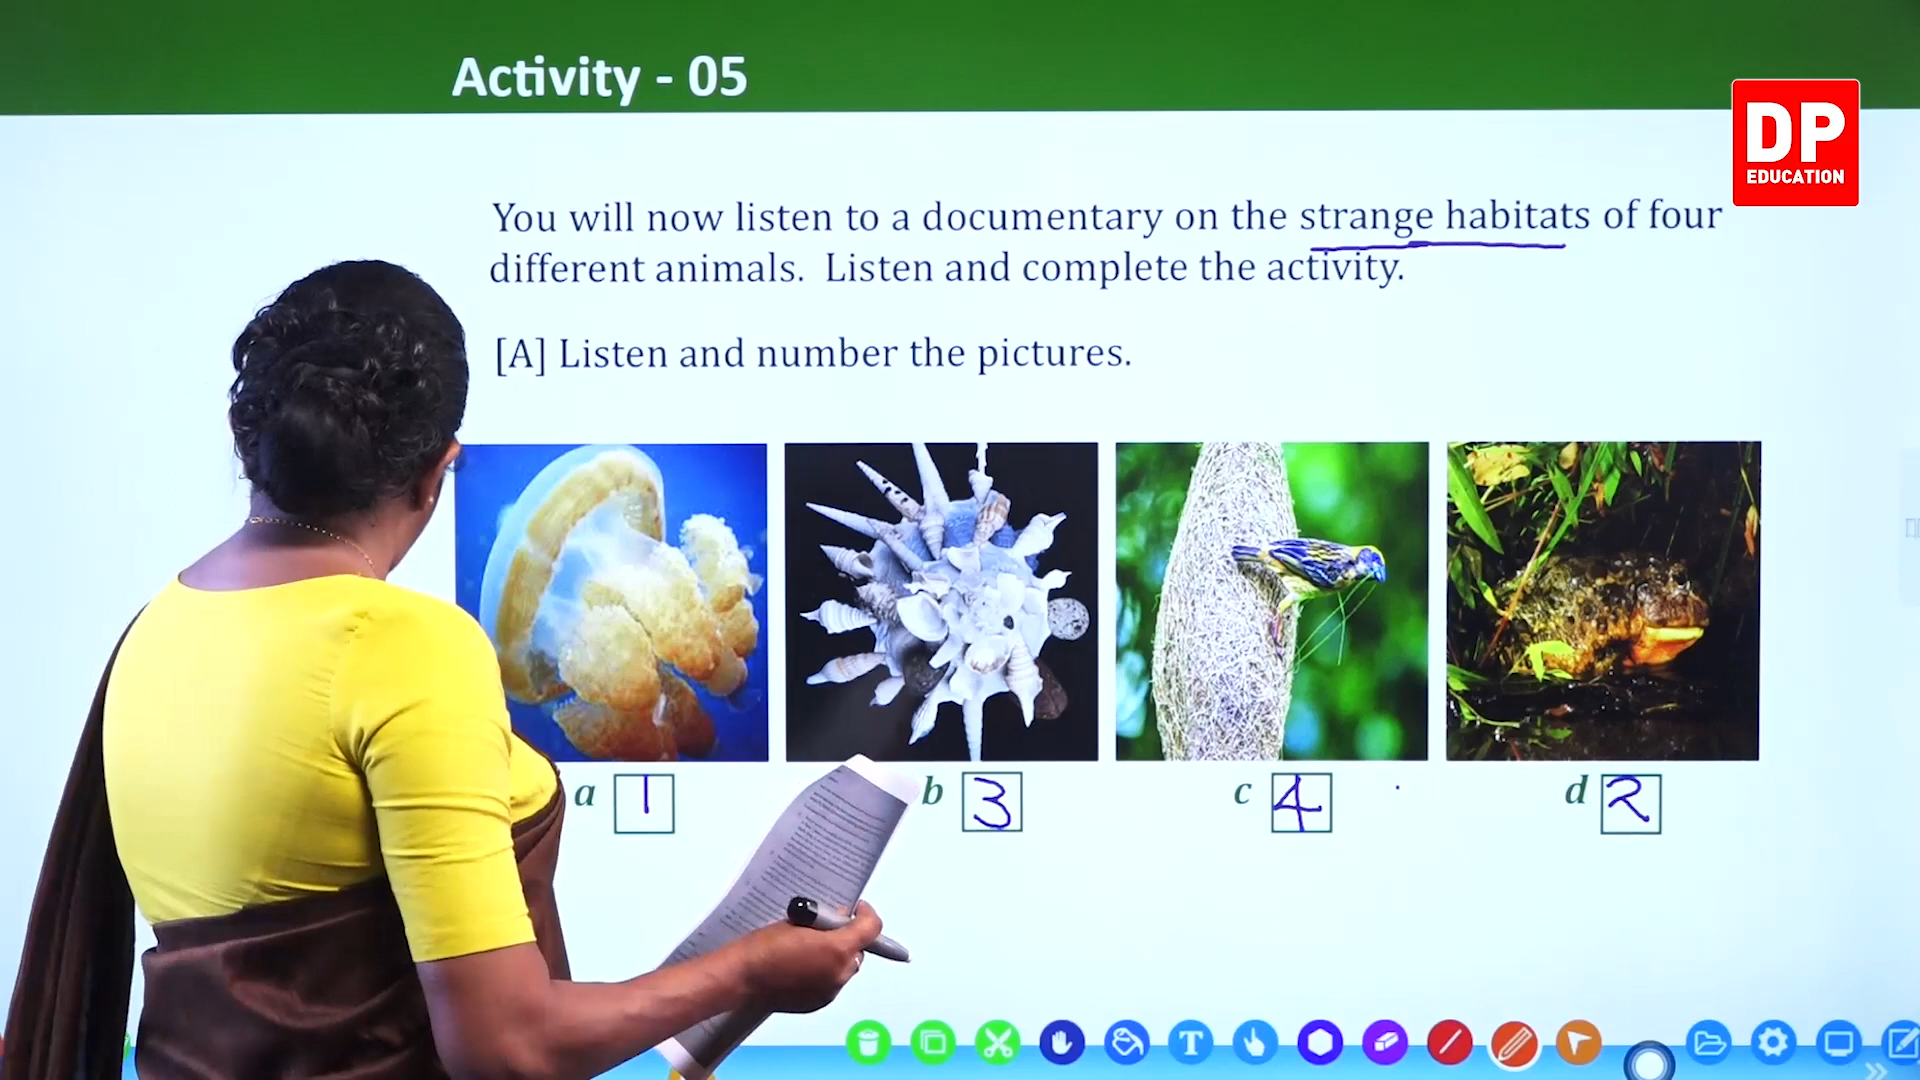 Activity - 05
DP
EDUCATION
You will now listen to a documentary on the strange habitats of four
different animals. Listen and complete the activity.
[A] Listen and number the pictures.
a 1 b 3 c 4 d 2
T